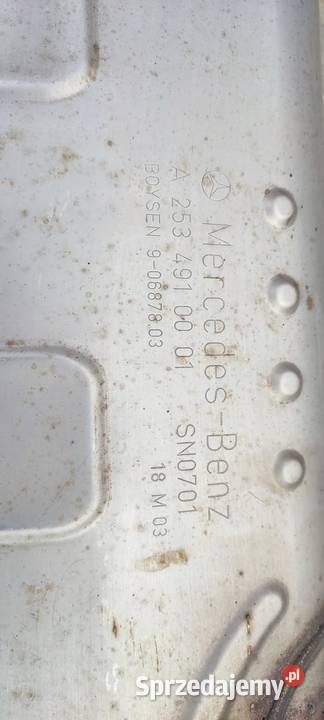 Mercedes-Benz
A 253 491 00 01 SN0701
BOYSEN 9-06878.03 18 M 03
Sprzedajemy.pl